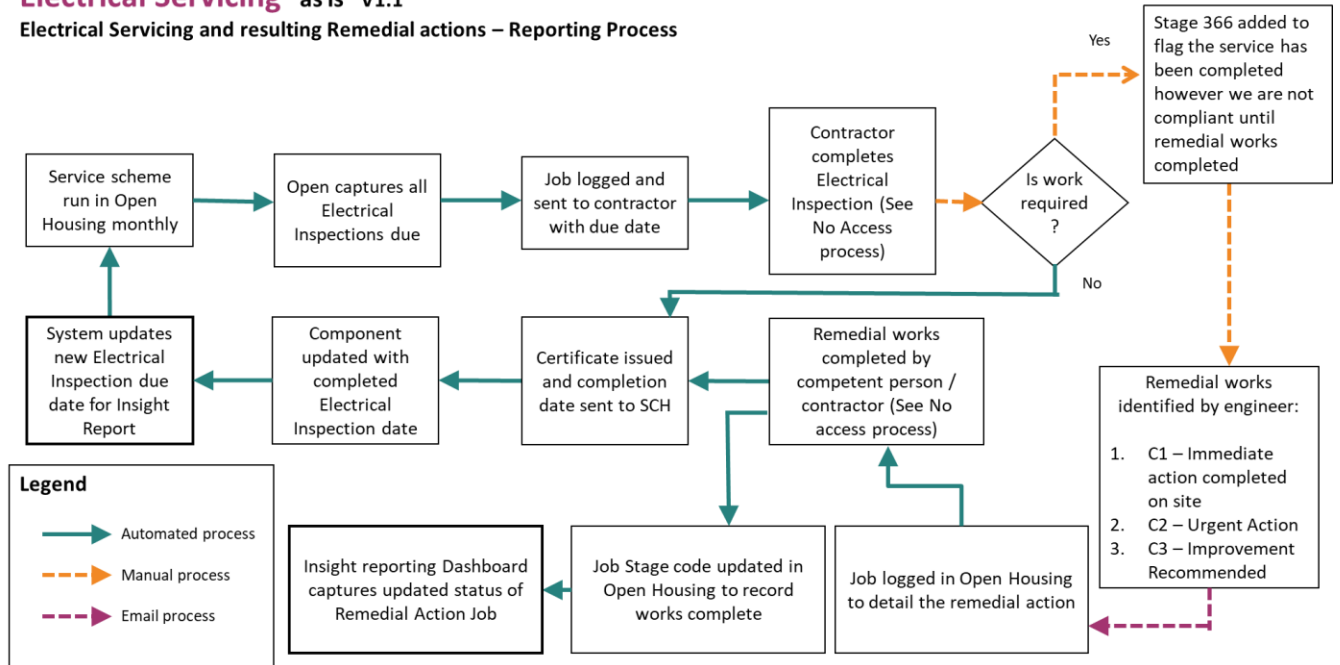 Electrical Servicing "as is" v1.1
Electrical Servicing and resulting Remedial actions – Reporting Process
Service scheme
run in Open
Housing monthly
Open captures all
Electrical
Inspections due
Job logged and
sent to contractor
with due date
Contractor
completes
Electrical
Inspection (See
No Access
process)
Is work
required
?
Yes
No
Stage 366 added to
flag the service has
been completed
however we are not
compliant until
remedial works
completed
System updates
new Electrical
Inspection due
date for Insight
Report
Component
updated with
completed
Electrical
Inspection date
Certificate issued
and completion
date sent to SCH
Remedial works
completed by
competent person /
contractor (See No
access process)
Remedial works
identified by engineer:
1. C1 – Immediate
action completed
on site
2. C2 – Urgent Action
3. C3 – Improvement
Recommended
Legend
Automated process
Manual process
Email process
Insight reporting Dashboard
captures updated status of
Remedial Action Job
Job Stage code updated in
Open Housing to record
works complete
Job logged in Open Housing
to detail the remedial action